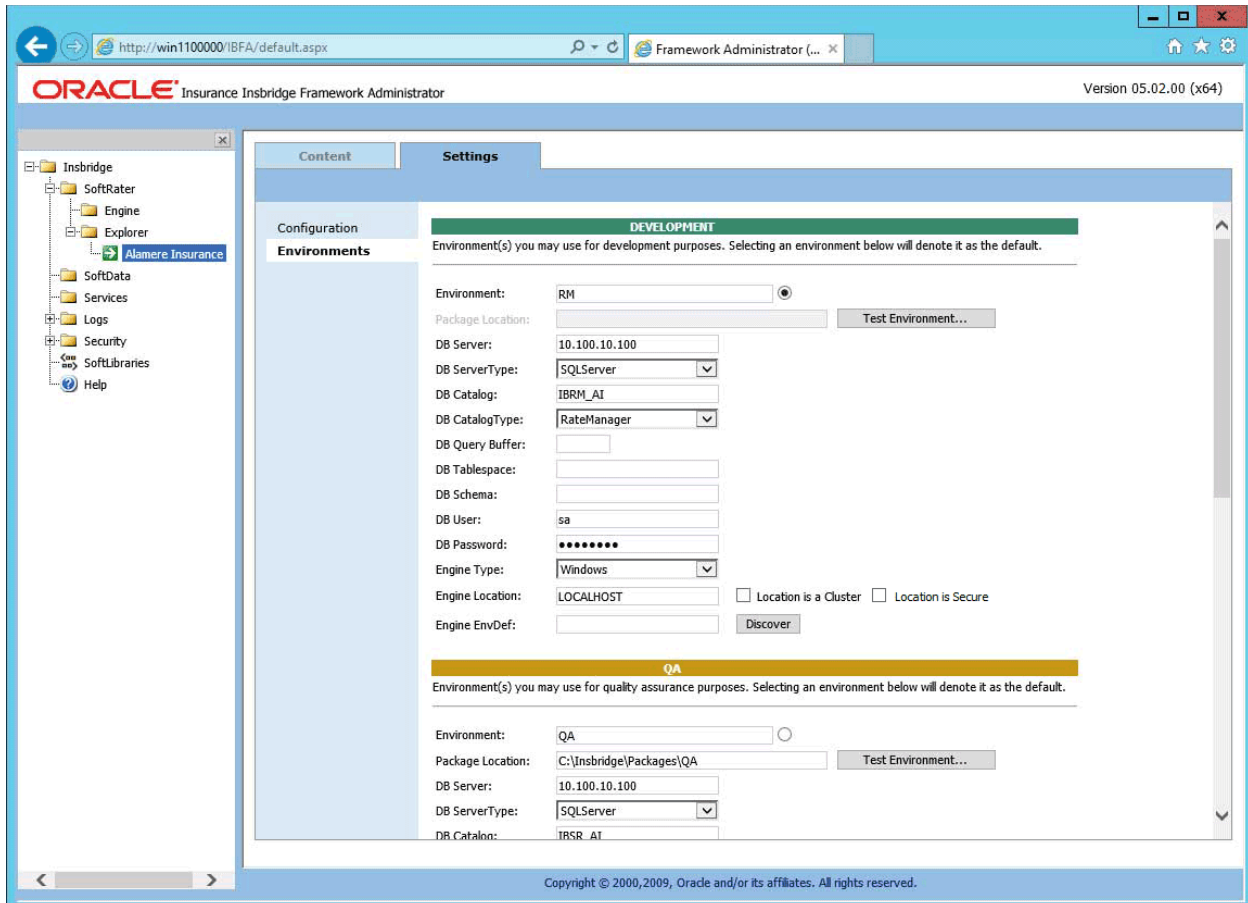 http://win1100000/IBFA/default.aspx
Framework Administrator (...
ORACLE Insurance Insbridge Framework Administrator
Version 05.02.00 (x64)
Insbridge
SoftRater
Engine
Explorer
Alamere Insurance
SoftData
Services
Logs
Security
SoftLibraries
Help
Content
Settings
Configuration
Environments
DEVELOPMENT
Environment(s) you may use for development purposes. Selecting an environment below will denote it as the default.
Environment: RM
Package Location: Test Environment...
DB Server: 10.100.10.100
DB ServerType: SQLServer
DB Catalog: IBRM_AI
DB CatalogType: RateManager
DB Query Buffer:
DB Tablespace:
DB Schema:
DB User: sa
DB Password: ••••••••
Engine Type: Windows
Engine Location: LOCALHOST Location is a Cluster Location is Secure
Engine EnvDef: Discover
QA
Environment(s) you may use for quality assurance purposes. Selecting an environment below will denote it as the default.
Environment: QA
Package Location: C:\Insbridge\Packages\QA Test Environment...
DB Server: 10.100.10.100
DB ServerType: SQLServer
DB Catalog: IBSR_AI
Copyright © 2000,2009, Oracle and/or its affiliates. All rights reserved.